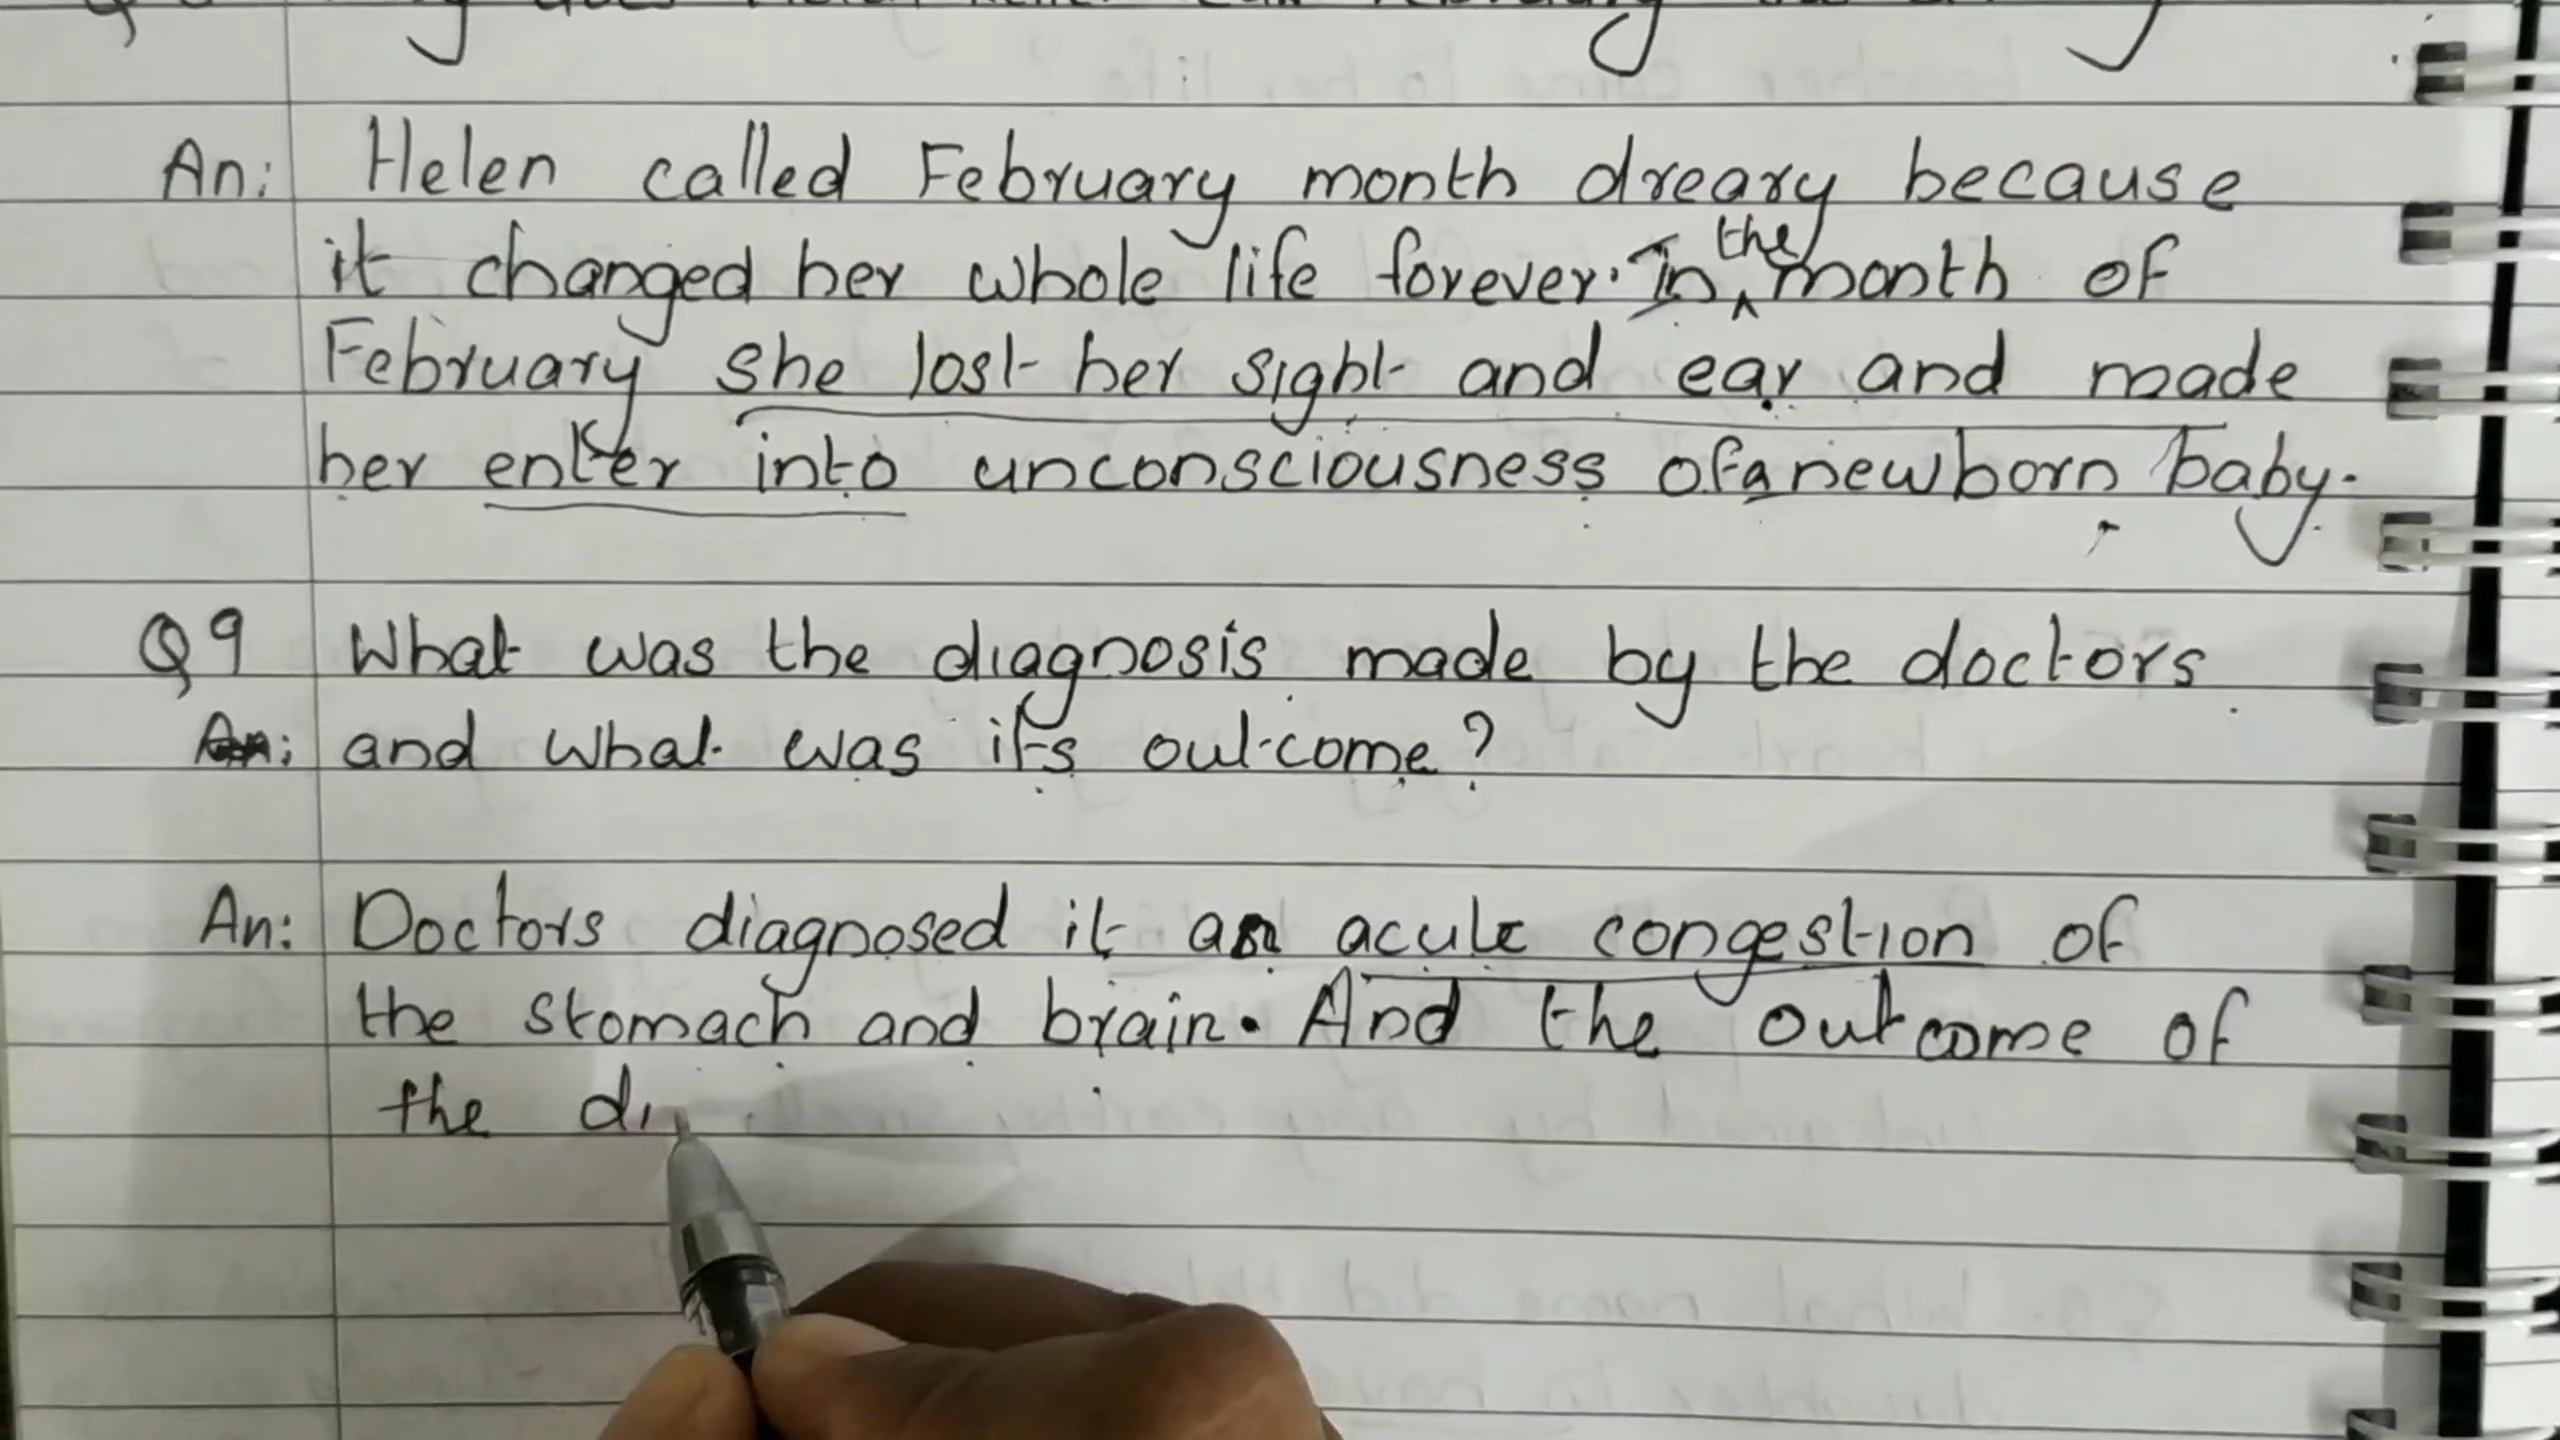 An: Helen called February month dreary because
it changed her whole life forever. In the month of
February she lost her sight and ear and made
her enter into unconsciousness of a newborn baby.
Q9 What was the diagnosis made by the doctors
and what was its outcome?
An: Doctors diagnosed it an acute congestion of
the stomach and brain. And the outcome of
the di